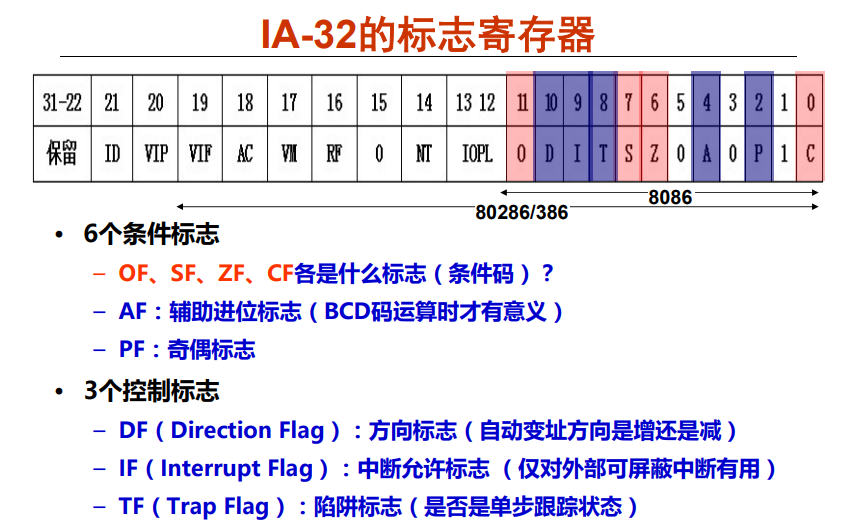 IA-32的标志寄存器
31-22 21 20 19 18 17 16 15 14 13 12 11 10 9 8 7 6 5 4 3 2 1 0
保留 ID VIP VIF AC VM RF 0 NT IOPL O D I T S Z 0 A 0 P 1 C
8086
80286/386
• 6个条件标志
– OF、SF、ZF、CF各是什么标志（条件码）？
– AF：辅助进位标志（BCD码运算时才有意义）
– PF：奇偶标志
• 3个控制标志
– DF（Direction Flag）：方向标志（自动变址方向是增还是减）
– IF（Interrupt Flag）：中断允许标志 （仅对外部可屏蔽中断有用）
– TF（Trap Flag）：陷阱标志（是否是单步跟踪状态）